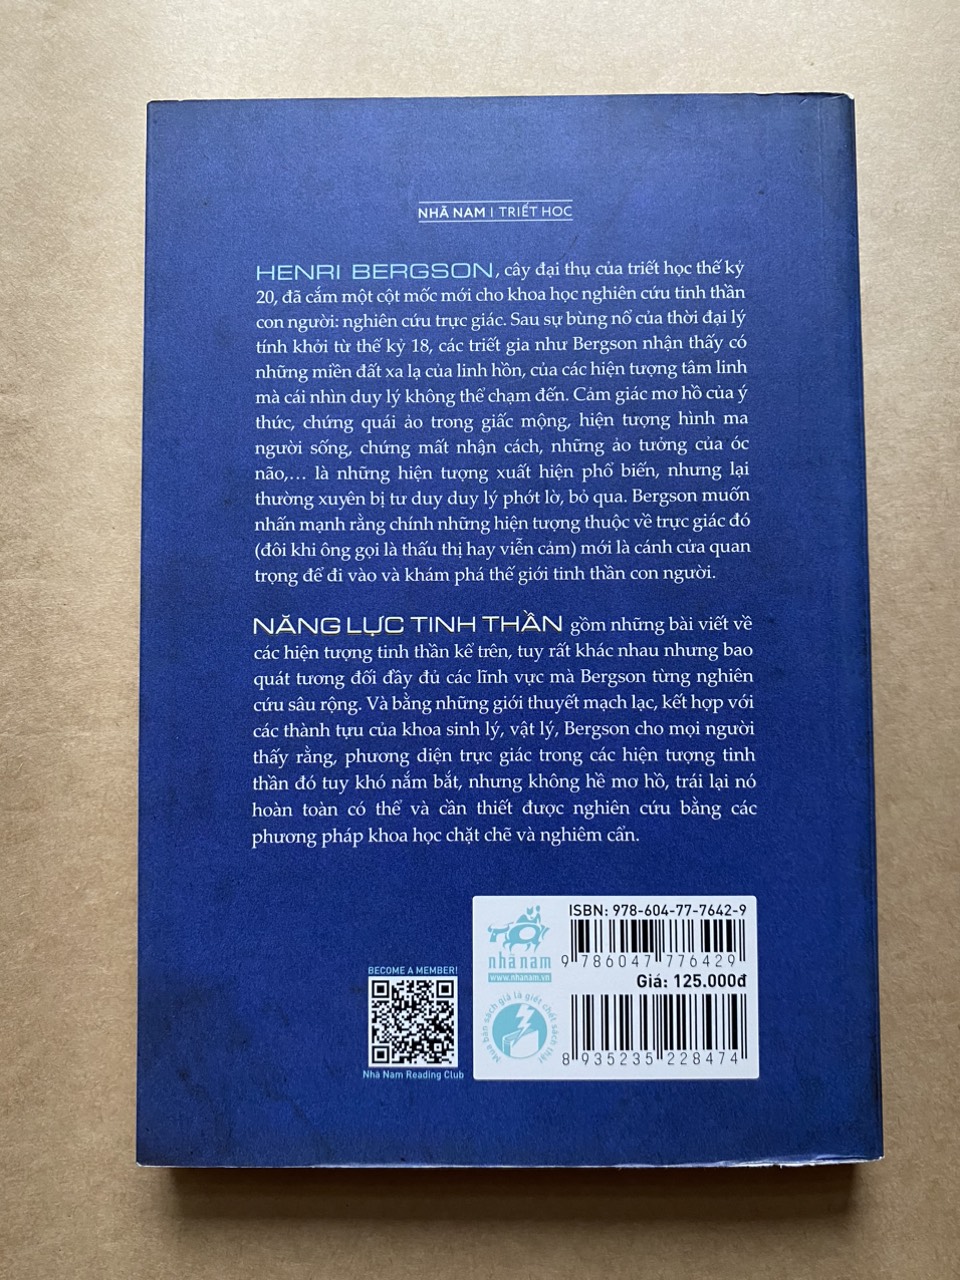 NHÃ NAM | TRIẾT HỌC
HENRI BERGSON, cây đại thụ của triết học thế kỷ
20, đã cắm một cột mốc mới cho khoa học nghiên cứu tinh thần
con người: nghiên cứu trực giác. Sau sự bùng nổ của thời đại lý
tính khởi từ thế kỷ 18, các triết gia như Bergson nhận thấy có
những miền đất xa lạ của linh hồn, của các hiện tượng tâm linh
mà cái nhìn duy lý không thể chạm đến. Cảm giác mơ hồ của ý
thức, chứng quái ảo trong giấc mộng, hiện tượng hình ma
người sống, chứng mất nhận cách, những ảo tưởng của óc
não,... là những hiện tượng xuất hiện phổ biến, nhưng lại
thường xuyên bị tư duy duy lý phớt lờ, bỏ qua. Bergson muốn
nhấn mạnh rằng chính những hiện tượng thuộc về trực giác đó
(đôi khi ông gọi là thấu thị hay viễn cảm) mới là cánh cửa quan
trọng để đi vào và khám phá thế giới tinh thần con người.
NĂNG LỰC TINH THẦN gồm những bài viết về
các hiện tượng tinh thần kể trên, tuy rất khác nhau nhưng bao
quát tương đối đầy đủ các lĩnh vực mà Bergson từng nghiên
cứu sâu rộng. Và bằng những giới thuyết mạch lạc, kết hợp với
các thành tựu của khoa sinh lý, vật lý, Bergson cho mọi người
thấy rằng, phương diện trực giác trong các hiện tượng tinh
thần đó tuy khó nắm bắt, nhưng không hề mơ hồ, trái lại nó
hoàn toàn có thể và cần thiết được nghiên cứu bằng các
phương pháp khoa học chặt chẽ và nghiêm cẩn.
BECOME A MEMBER!
Nhã Nam Reading Club
nhã nam
www.nhanam.vn
Mua bán sách giả là giết chết sách thật
ISBN: 978-604-77-7642-9
9 786047 776429
Giá: 125.000đ
8 935235 228474